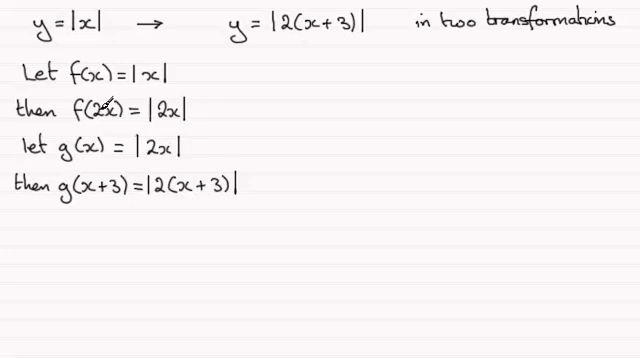 y = |x| → y = |2(x+3)| in two transformations
Let f(x) = |x|
then f(2x) = |2x|
let g(x) = |2x|
then g(x+3) = |2(x+3)|